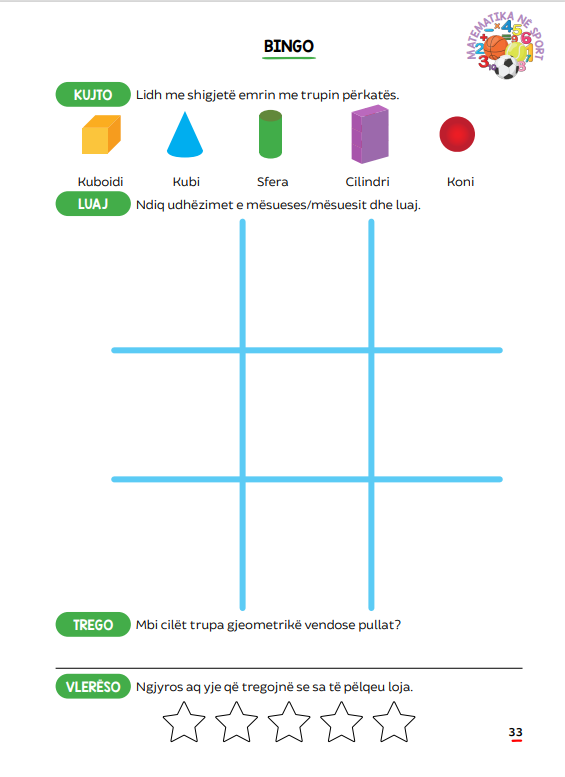 MATEMATIKA NË SPORT
BINGO
KUJTO Lidh me shigjetë emrin me trupin përkatës.
Kuboidi Kubi Sfera Cilindri Koni
LUAJ Ndiq udhëzimet e mësueses/mësuesit dhe luaj.
TREGO Mbi cilët trupa gjeometrikë vendose pullat?
VLERËSO Ngjyros aq yje që tregojnë se sa të pëlqeu loja.
33